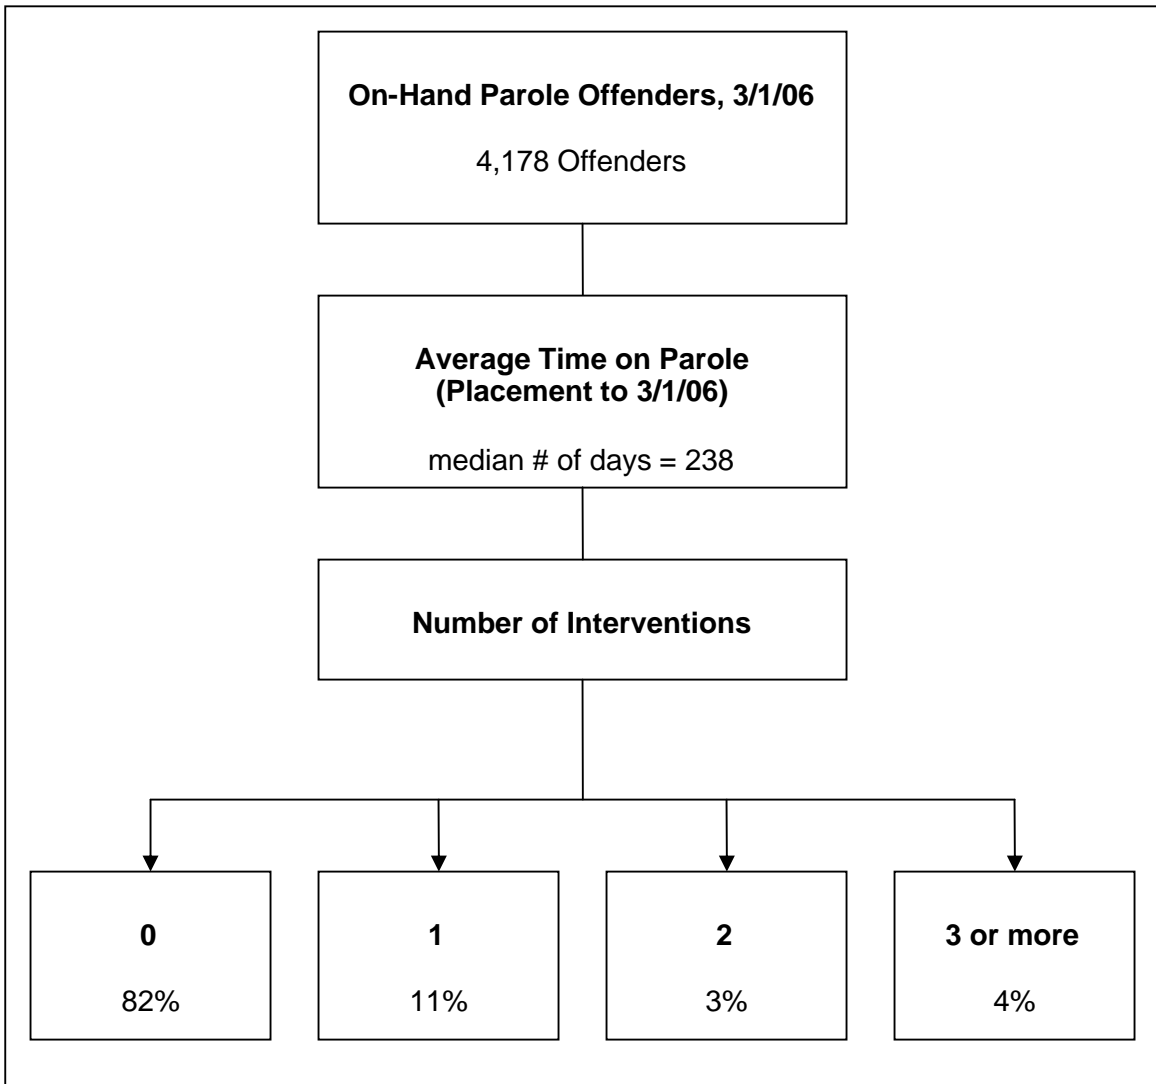 On-Hand Parole Offenders, 3/1/06
4,178 Offenders
Average Time on Parole
(Placement to 3/1/06)
median # of days = 238
Number of Interventions
0
82%
1
11%
2
3%
3 or more
4%